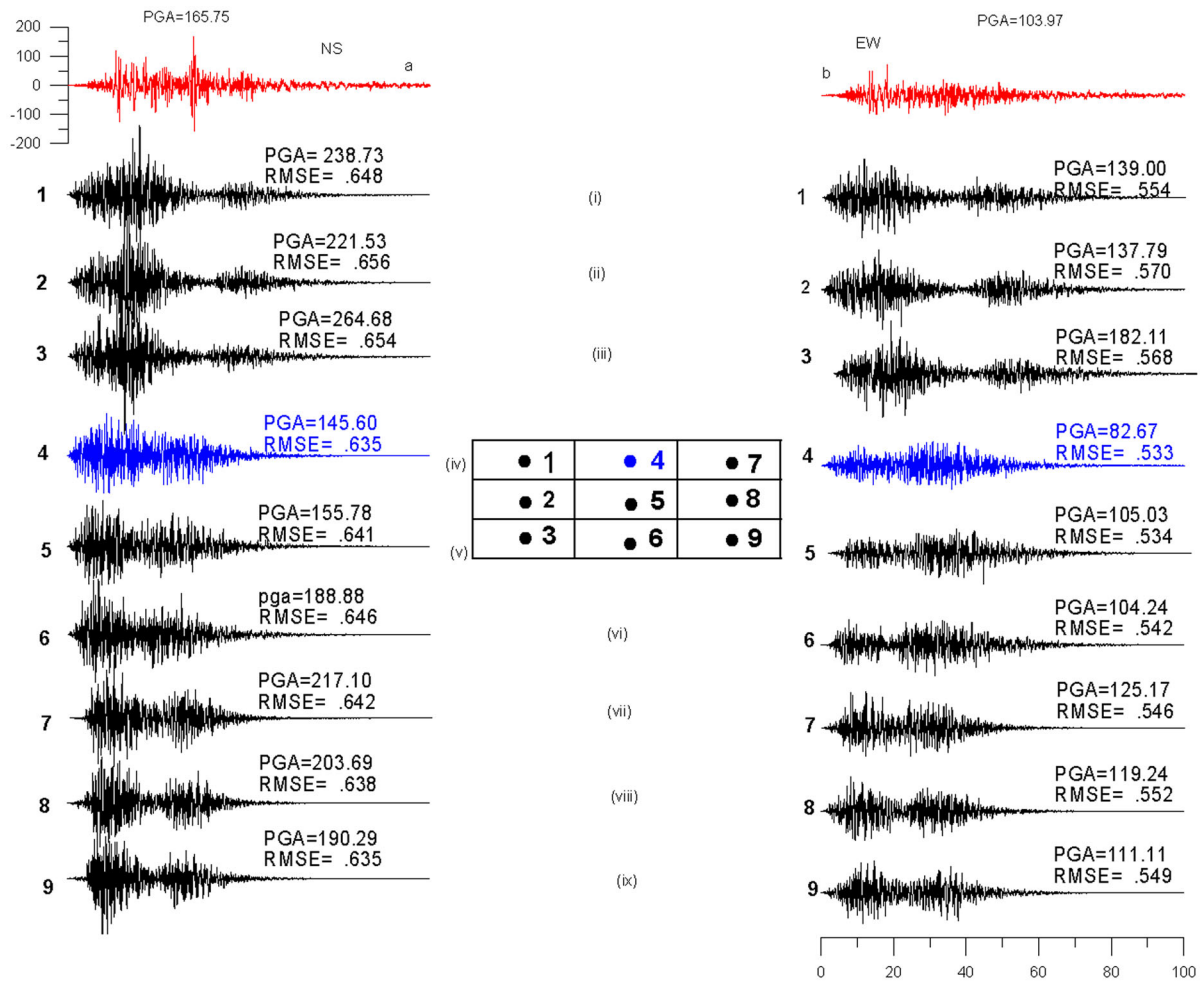 PGA=165.75
PGA=103.97
200
100
0
-100
-200
NS
a
EW
b
PGA= 238.73
RMSE= .648
1
(i)
PGA=139.00
RMSE= .554
1
PGA=221.53
RMSE= .656
2
(ii)
PGA=137.79
RMSE= .570
2
PGA=264.68
RMSE= .654
3
(iii)
PGA=182.11
RMSE= .568
3
PGA=145.60
RMSE= .635
4
(iv)
1 4 7
2 5 8
3 6 9
(v)
PGA=82.67
RMSE= .533
4
PGA=155.78
RMSE= .641
5
PGA=105.03
RMSE= .534
5
pga=188.88
RMSE= .646
6
(vi)
PGA=104.24
RMSE= .542
6
PGA=217.10
RMSE= .642
7
(vii)
PGA=125.17
RMSE= .546
7
PGA=203.69
RMSE= .638
8
(viii)
PGA=119.24
RMSE= .552
8
PGA=190.29
RMSE= .635
9
(ix)
PGA=111.11
RMSE= .549
9
0 20 40 60 80 100